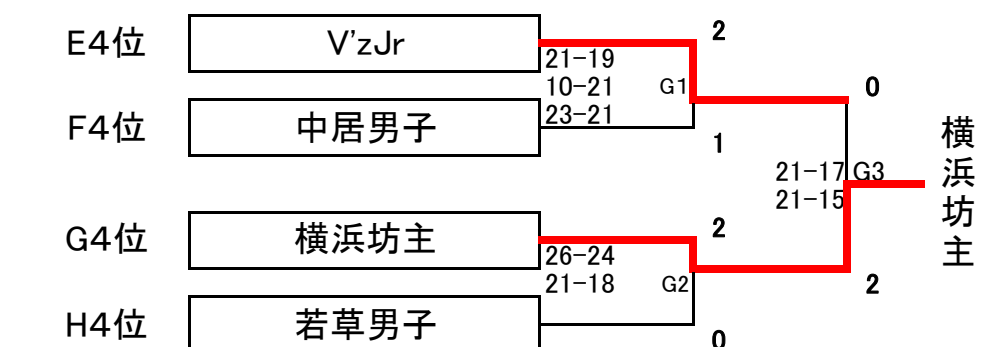 E4位 V'zJr 2
21-19
10-21 G1 0
23-21
F4位 中居男子 1
21-17 G3
21-15
横浜坊主
G4位 横浜坊主 2
26-24
21-18 G2 2
H4位 若草男子 0